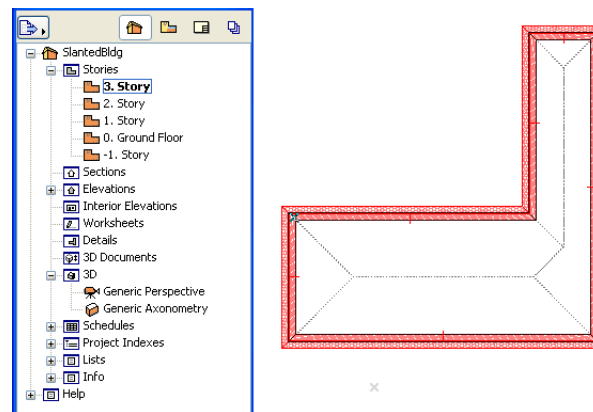 SlantedBldg
Stories
3. Story
2. Story
1. Story
0. Ground Floor
-1. Story
Sections
Elevations
Interior Elevations
Worksheets
Details
3D Documents
3D
Generic Perspective
Generic Axonometry
Schedules
Project Indexes
Lists
Info
Help